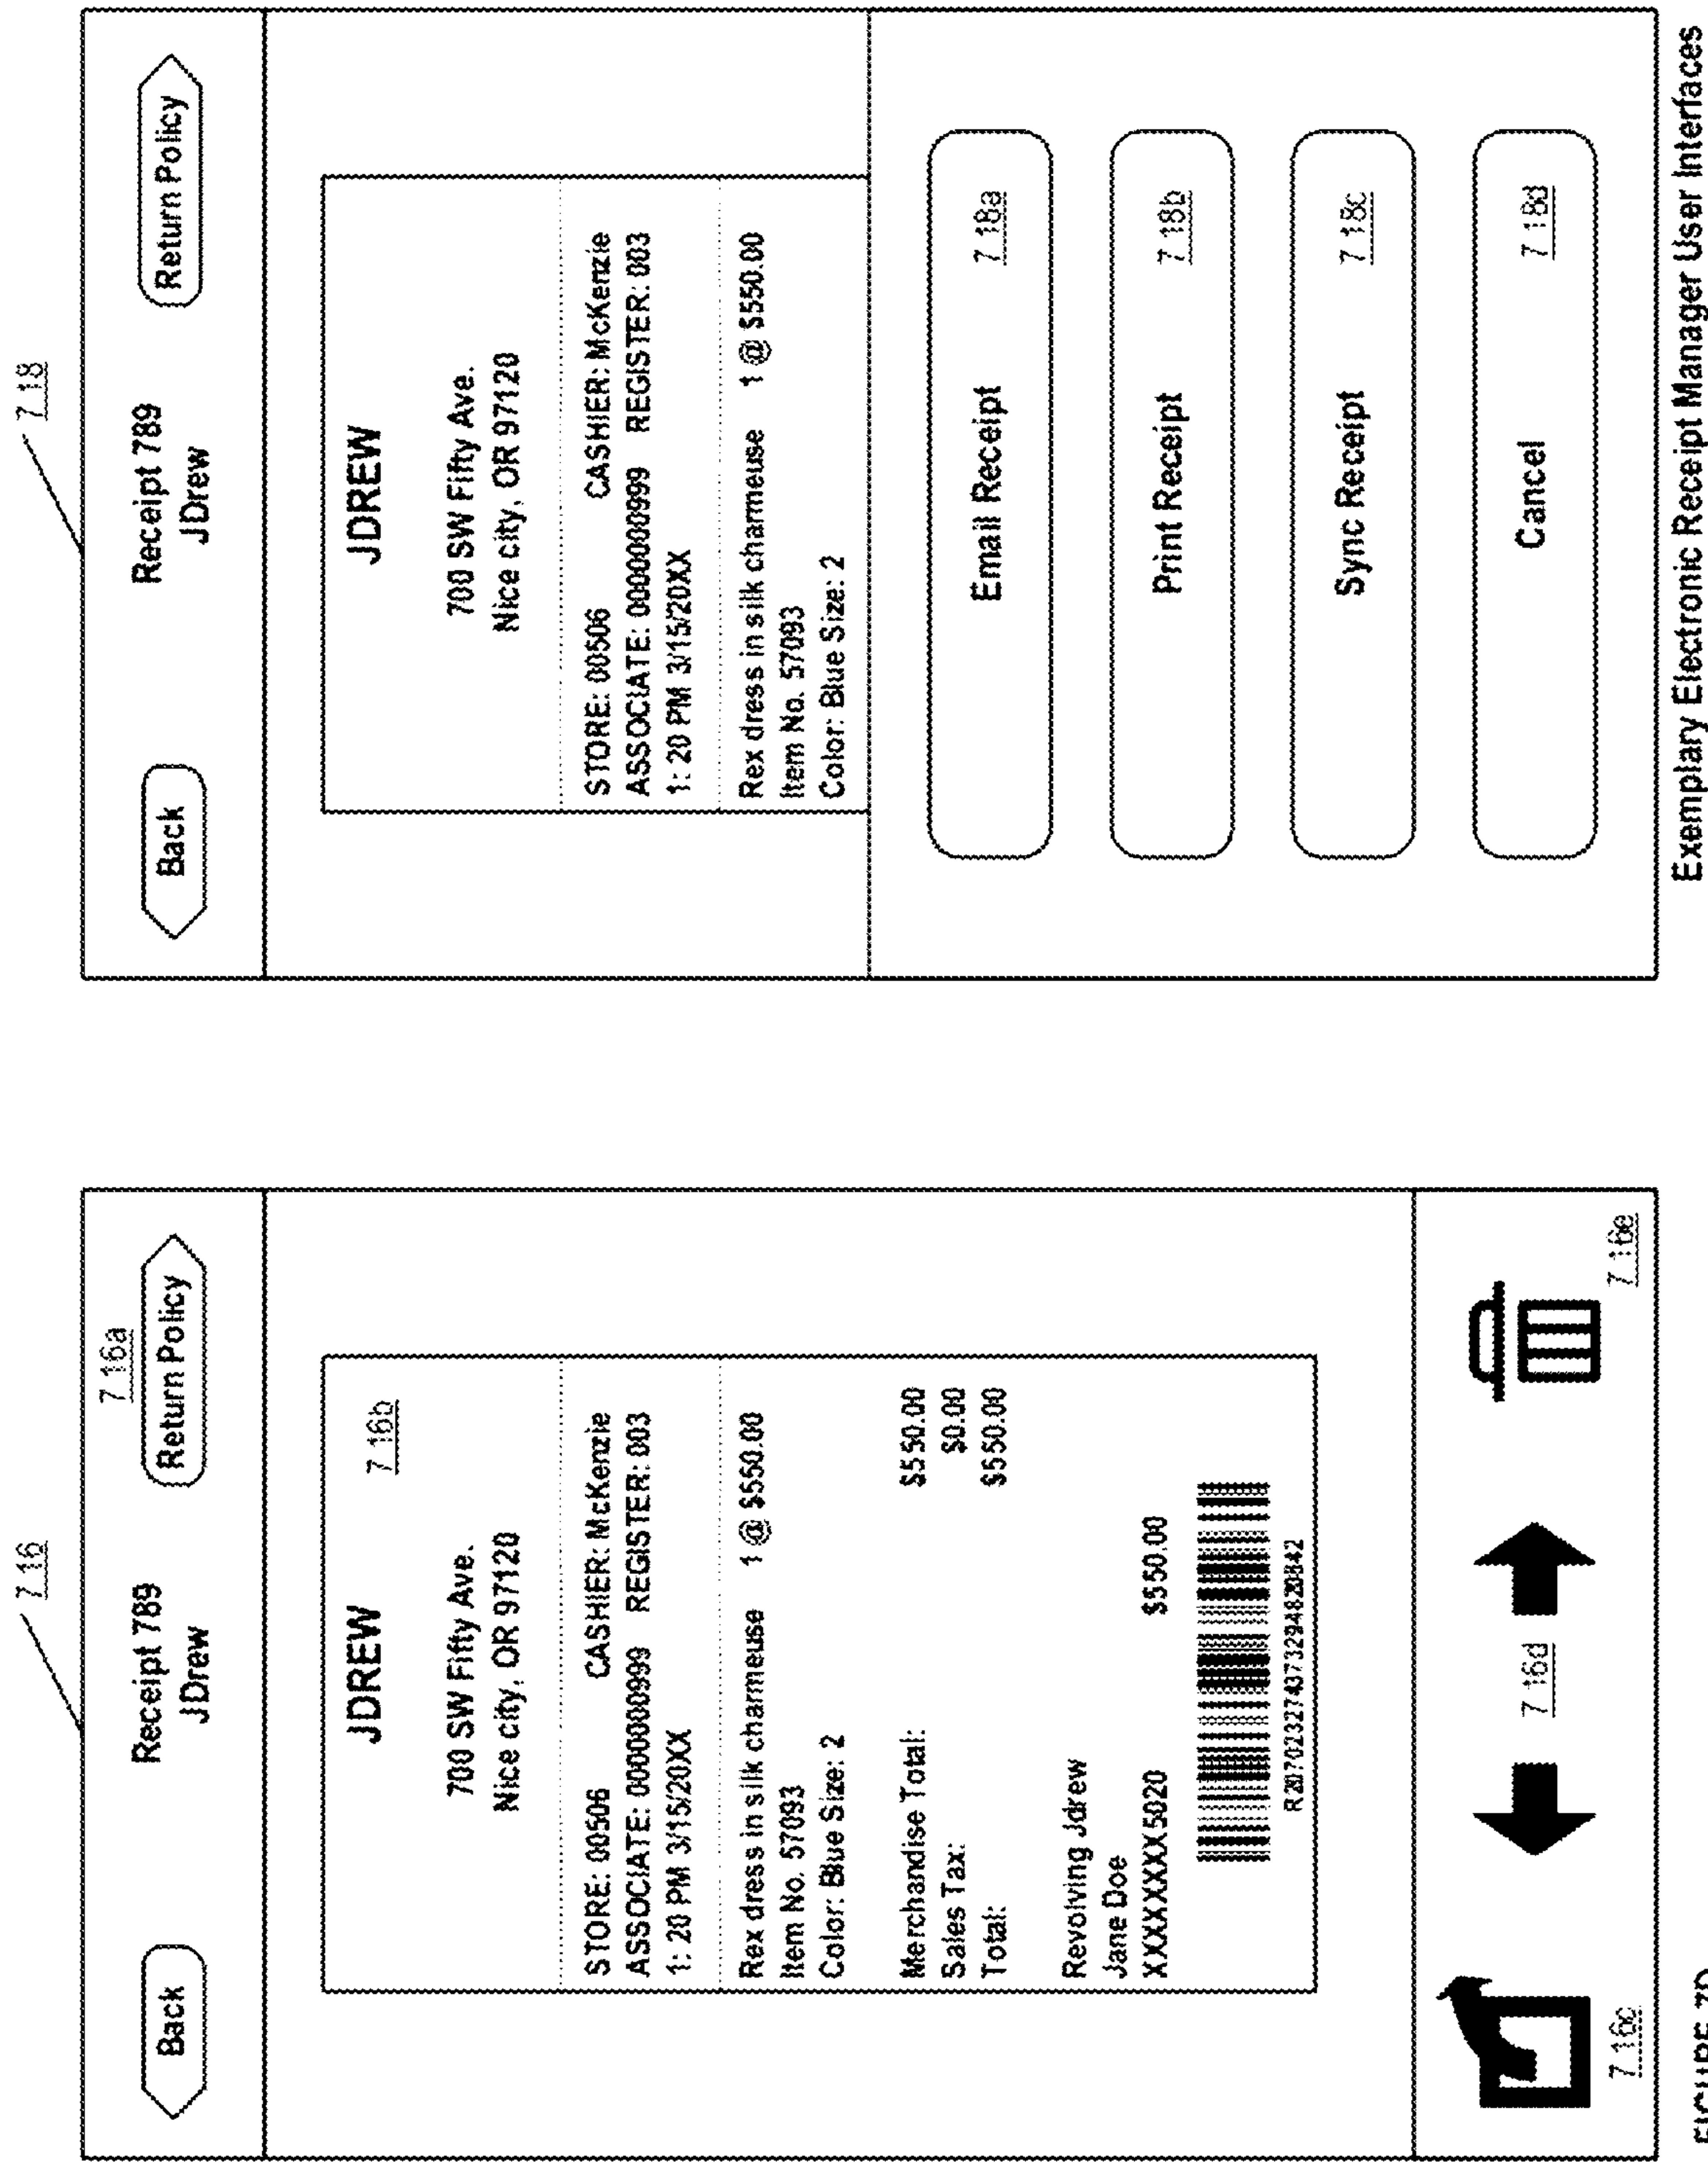 7 16
Back
Receipt 789
JDrew
7 16a
Return Policy
JDREW
7 16b
700 SW Fifty Ave.
Nice city, OR 97120
STORE: 00506 CASHIER: McKenzie
ASSOCIATE: 0000000999 REGISTER: 003
1: 20 PM 3/15/20XX
Rex dress in silk charmeuse 1 @ $550.00
Item No. 57093
Color: Blue Size: 2
Merchandise Total: $550.00
Sales Tax: $0.00
Total: $550.00
Revolving Jdrew
Jane Doe
XXXXXXXX5020 $550.00
7 16c
7 16d
7 16e
7 18
Back
Receipt 789
JDrew
Return Policy
JDREW
700 SW Fifty Ave.
Nice city, OR 97120
STORE: 00506 CASHIER: McKenzie
ASSOCIATE: 0000000999 REGISTER: 003
1: 20 PM 3/15/20XX
Rex dress in silk charmeuse 1 @ $550.00
Item No. 57093
Color: Blue Size: 2
Email Receipt 7 18a
Print Receipt 7 18b
Sync Receipt 7 18c
Cancel 7 18d
FIGURE 7D
Exemplary Electronic Receipt Manager User Interfaces